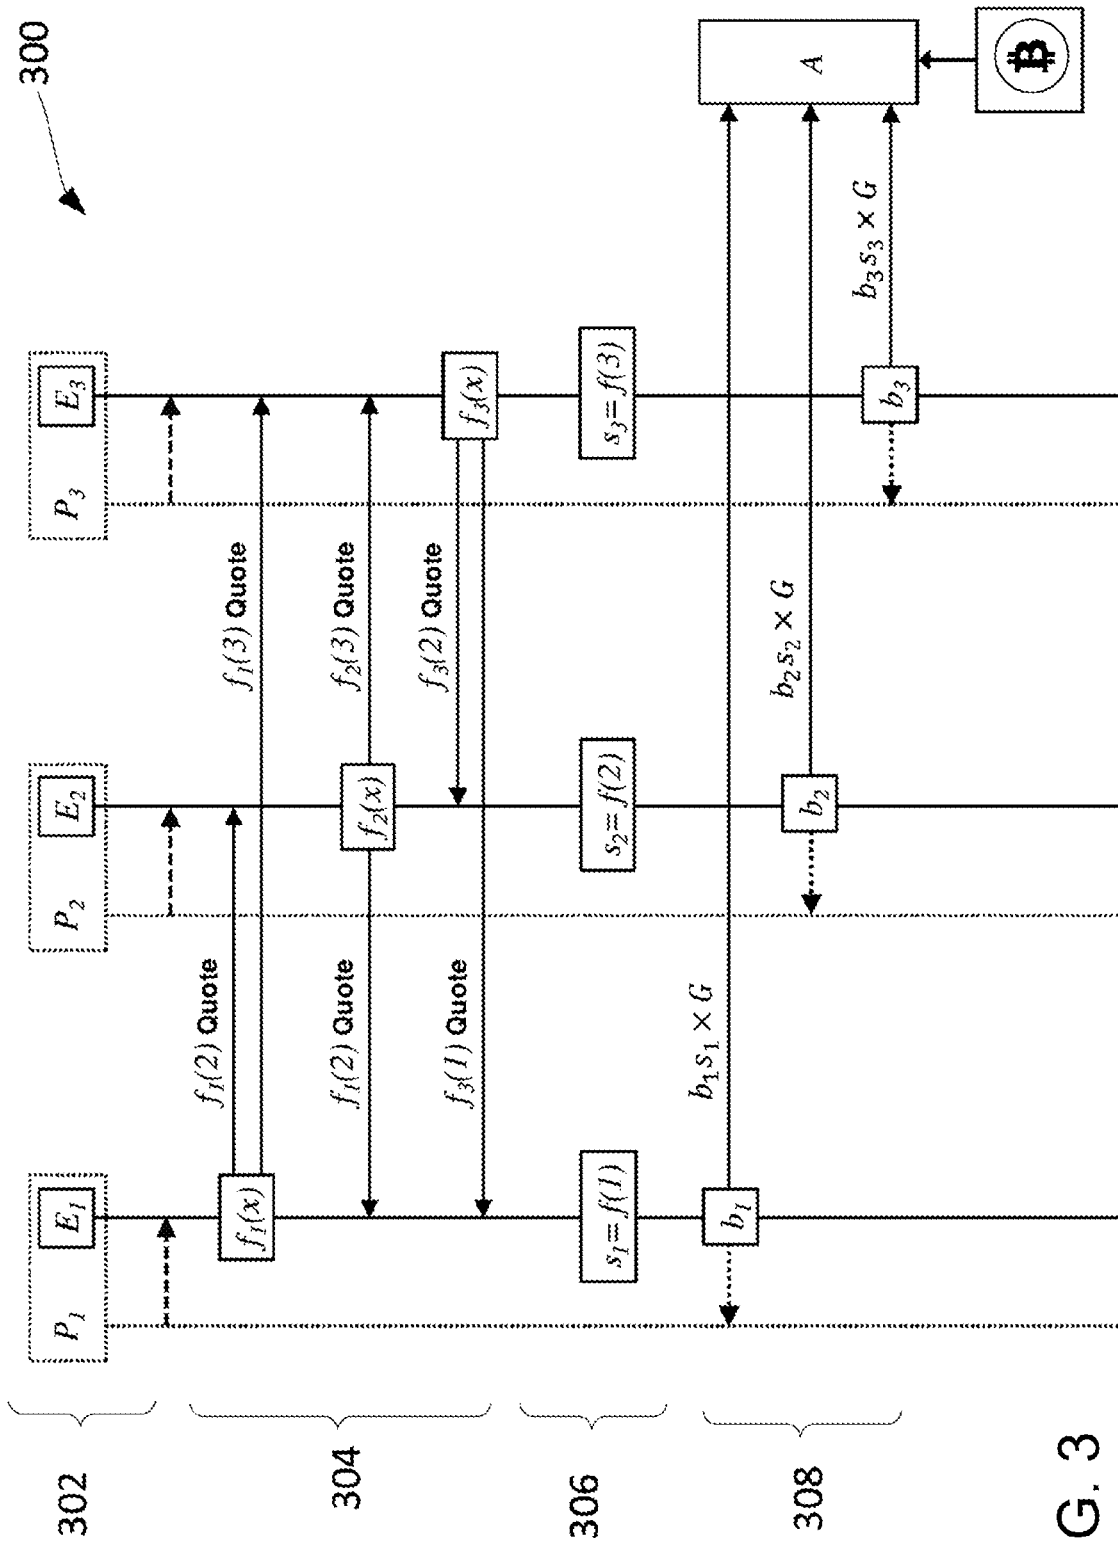 300
302
P₁ E₁
P₂ E₂
P₃ E₃
304
f₁(x)
f₁(2) Quote
f₁(3) Quote
f₂(x)
f₁(2) Quote
f₂(3) Quote
f₃(x)
f₃(1) Quote
f₃(2) Quote
306
s₁= f(1)
s₂= f(2)
s₃= f(3)
308
b₁
b₁s₁ × G
b₂
b₂s₂ × G
b₃
b₃s₃ × G
A
₿
G. 3